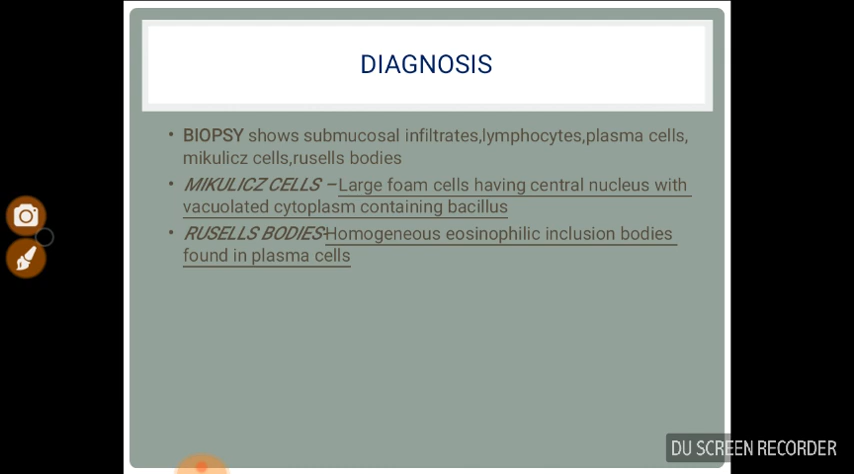 DIAGNOSIS
• BIOPSY shows submucosal infiltrates,lymphocytes,plasma cells,
mikulicz cells,rusells bodies
• MIKULICZ CELLS –Large foam cells having central nucleus with
vacuolated cytoplasm containing bacillus
• RUSELLS BODIES-Homogeneous eosinophilic inclusion bodies
found in plasma cells
DU SCREEN RECORDER